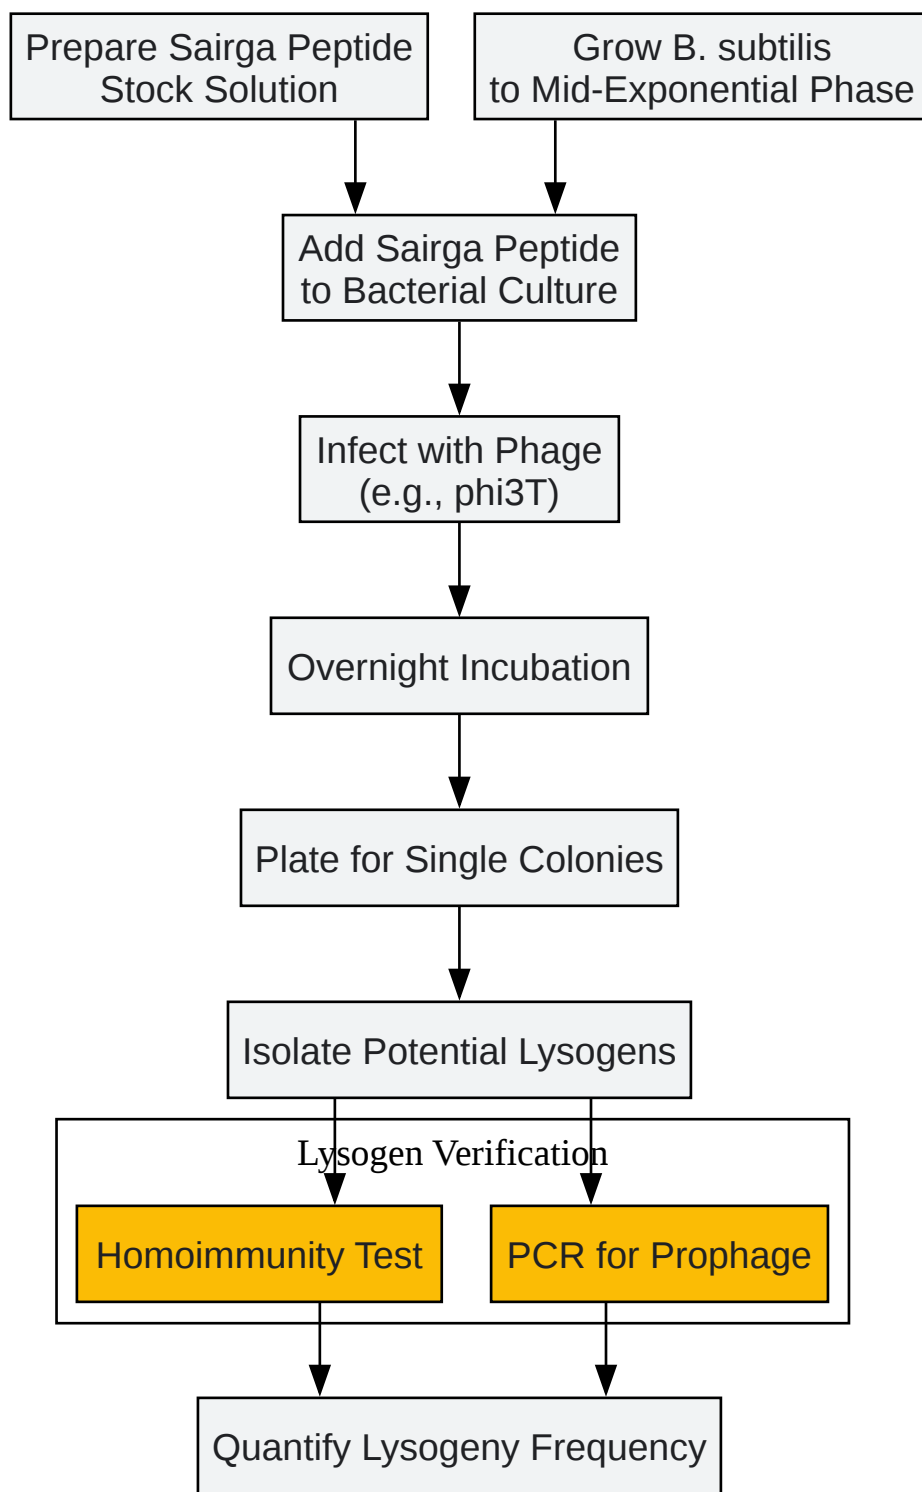 Prepare Sairga Peptide
Stock Solution
Grow B. subtilis
to Mid-Exponential Phase
Add Sairga Peptide
to Bacterial Culture
Infect with Phage
(e.g., phi3T)
Overnight Incubation
Plate for Single Colonies
Isolate Potential Lysogens
Lysogen Verification
Homoimmunity Test
PCR for Prophage
Quantify Lysogeny Frequency